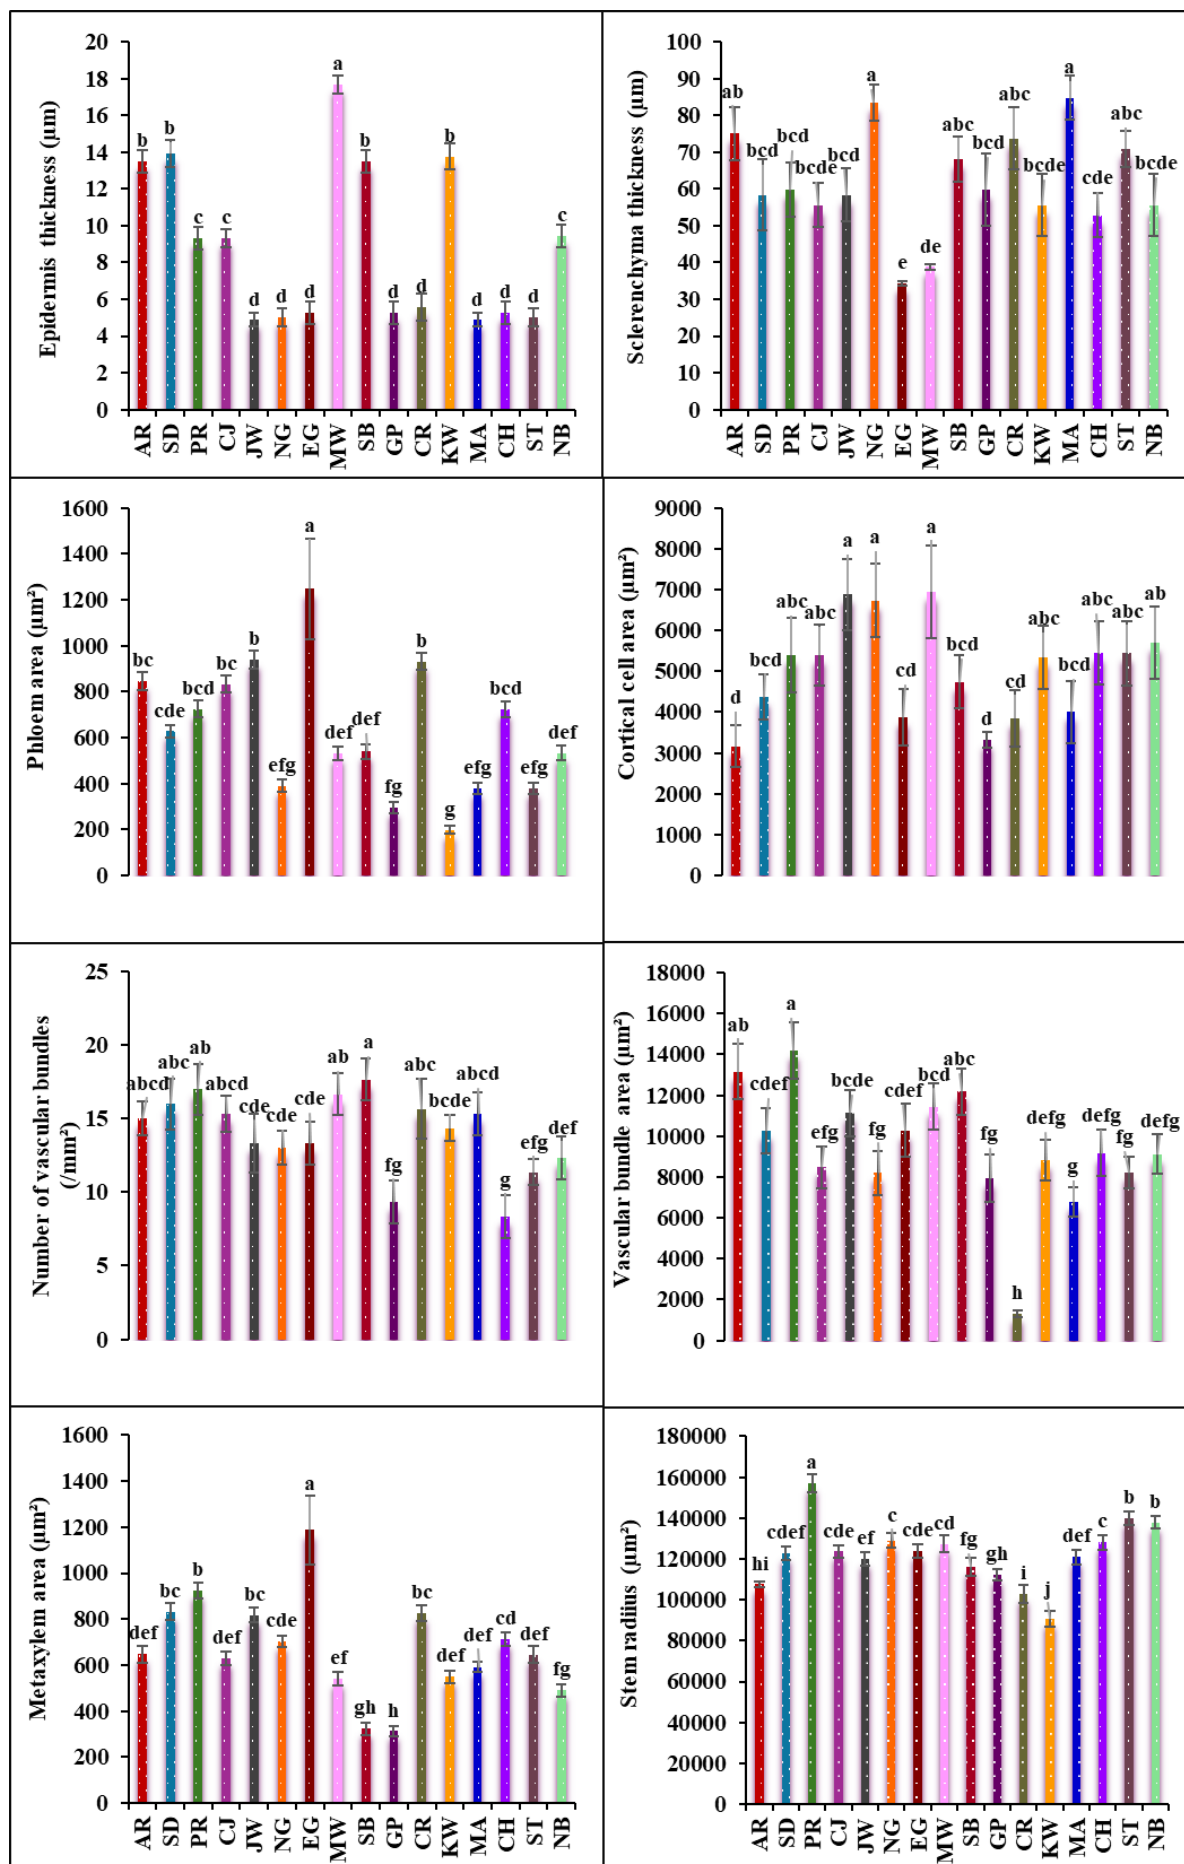 Epidermis thickness (µm)
20
18
16
14
12
10
8
6
4
2
0
b
b
c
c
d
d
d
a
b
d
d
b
d
d
d
c
AR
SD
PR
CJ
JW
NG
EG
MW
SB
GP
CR
KW
MA
CH
ST
NB
Sclerenchyma thickness (µm)
100
90
80
70
60
50
40
30
20
10
0
ab
bcd
bcd
bcde
bcd
a
e
de
abc
bcd
abc
bcde
a
cde
abc
bcde
AR
SD
PR
CJ
JW
NG
EG
MW
SB
GP
CR
KW
MA
CH
ST
NB
Phloem area (µm²)
1600
1400
1200
1000
800
600
400
200
0
bc
cde
bcd
bc
b
efg
a
def
def
fg
b
g
efg
bcd
efg
def
Cortical cell area (µm²)
9000
8000
7000
6000
5000
4000
3000
2000
1000
0
d
bcd
abc
abc
a
a
cd
a
bcd
d
cd
abc
bcd
abc
abc
ab
Number of vascular bundles
(/mm²)
25
20
15
10
5
0
abcd
abc
ab
abcd
cde
cde
cde
ab
a
fg
abc
bcde
abcd
g
efg
def
Vascular bundle area (µm²)
18000
16000
14000
12000
10000
8000
6000
4000
2000
0
ab
cdef
a
efg
bcde
fg
cdef
bcd
abc
fg
h
defg
g
defg
fg
defg
Metaxylem area (µm²)
1600
1400
1200
1000
800
600
400
200
0
def
bc
b
def
bc
cde
a
ef
gh
h
bc
def
def
cd
def
fg
AR
SD
PR
CJ
JW
NG
EG
MW
SB
GP
CR
KW
MA
CH
ST
NB
Stem radiius (µm²)
180000
160000
140000
120000
100000
80000
60000
40000
20000
0
hi
cdef
a
cde
ef
c
cde
cd
fg
gh
i
j
def
c
b
b
AR
SD
PR
CJ
JW
NG
EG
MW
SB
GP
CR
KW
MA
CH
ST
NB